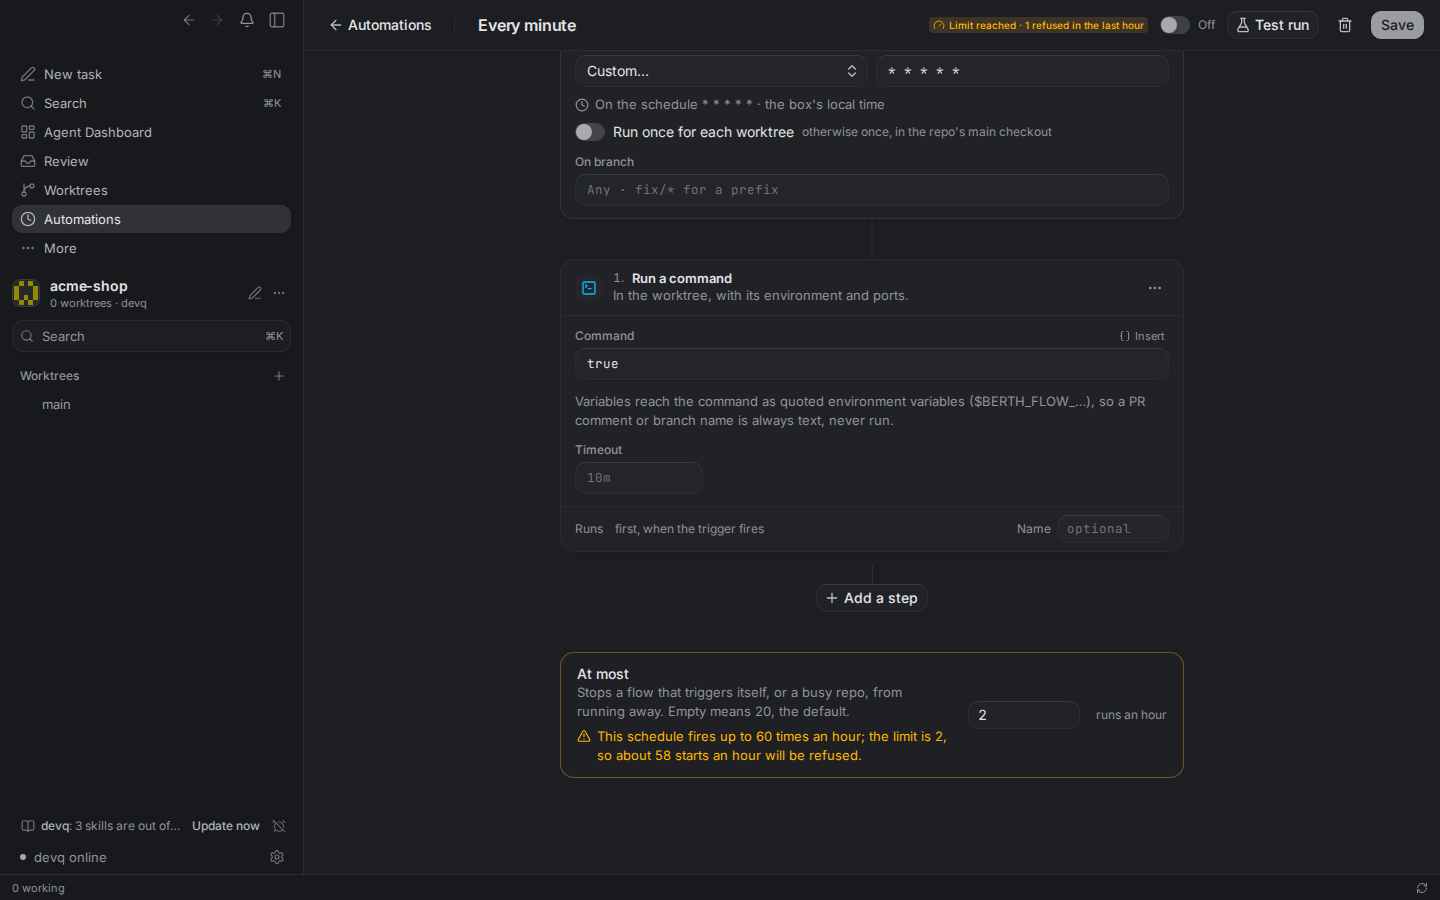 Automations
Every minute
Limit reached · 1 refused in the last hour
Off
Test run
Save
New task
⌘N
Search
⌘K
Agent Dashboard
Review
Worktrees
Automations
More
acme-shop
0 worktrees · devq
Search
⌘K
Worktrees
main
devq: 3 skills are out of...
Update now
devq online
0 working
Custom...
* * * * *
On the schedule * * * * * · the box's local time
Run once for each worktree
otherwise once, in the repo's main checkout
On branch
Any · fix/* for a prefix
1. Run a command
In the worktree, with its environment and ports.
Command
Insert
true
Variables reach the command as quoted environment variables ($BERTH_FLOW_...), so a PR
comment or branch name is always text, never run.
Timeout
10m
Runs first, when the trigger fires
Name
optional
Add a step
At most
Stops a flow that triggers itself, or a busy repo, from
running away. Empty means 20, the default.
This schedule fires up to 60 times an hour; the limit is 2,
so about 58 starts an hour will be refused.
2
runs an hour